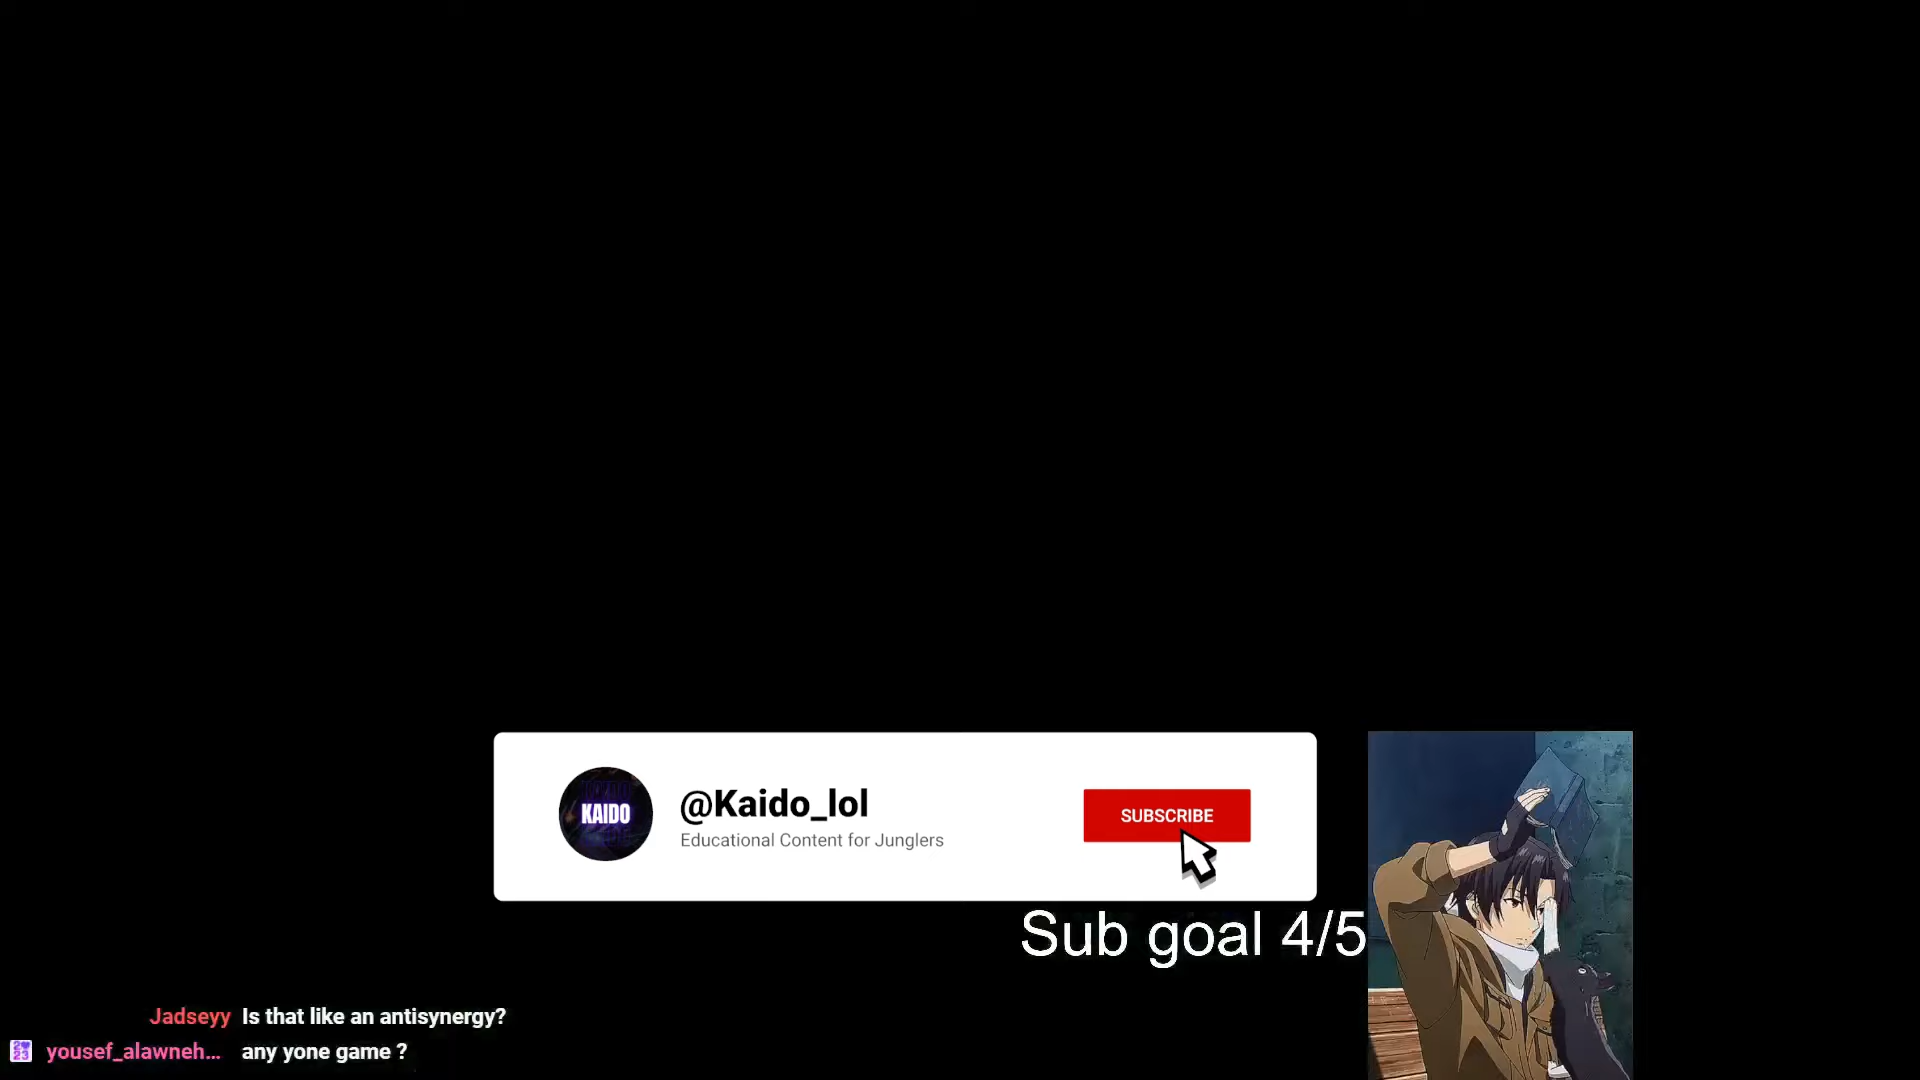 KAIDO
@Kaido_lol
Educational Content for Junglers
SUBSCRIBE
Sub goal 4/5
Jadseyy Is that like an antisynergy?
yousef_alawneh... any yone game ?